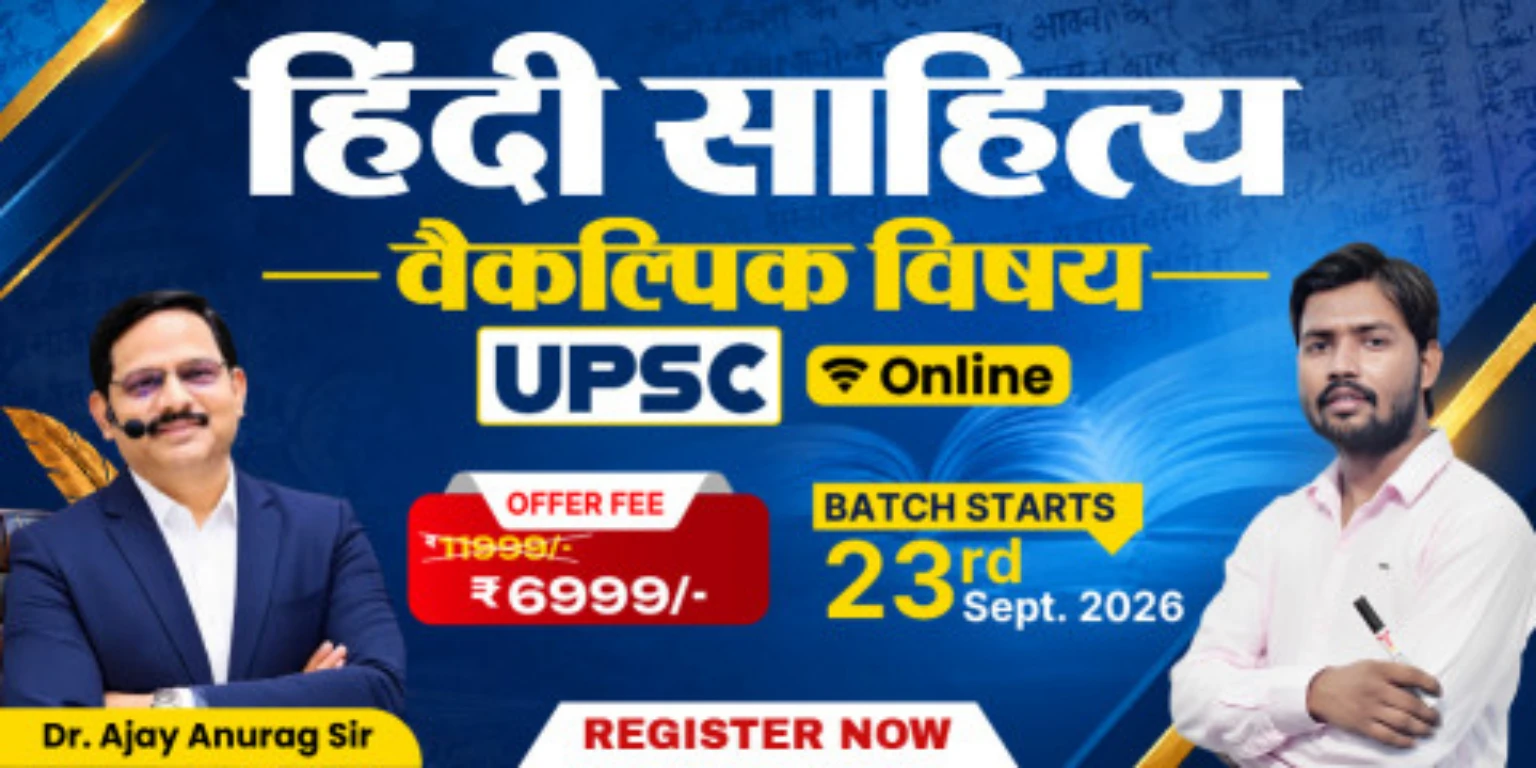 हिंदी साहित्य
वैकल्पिक विषय
UPSC
Online
OFFER FEE
₹11999/-
₹6999/-
BATCH STARTS
23rd
Sept. 2026
Dr. Ajay Anurag Sir
REGISTER NOW